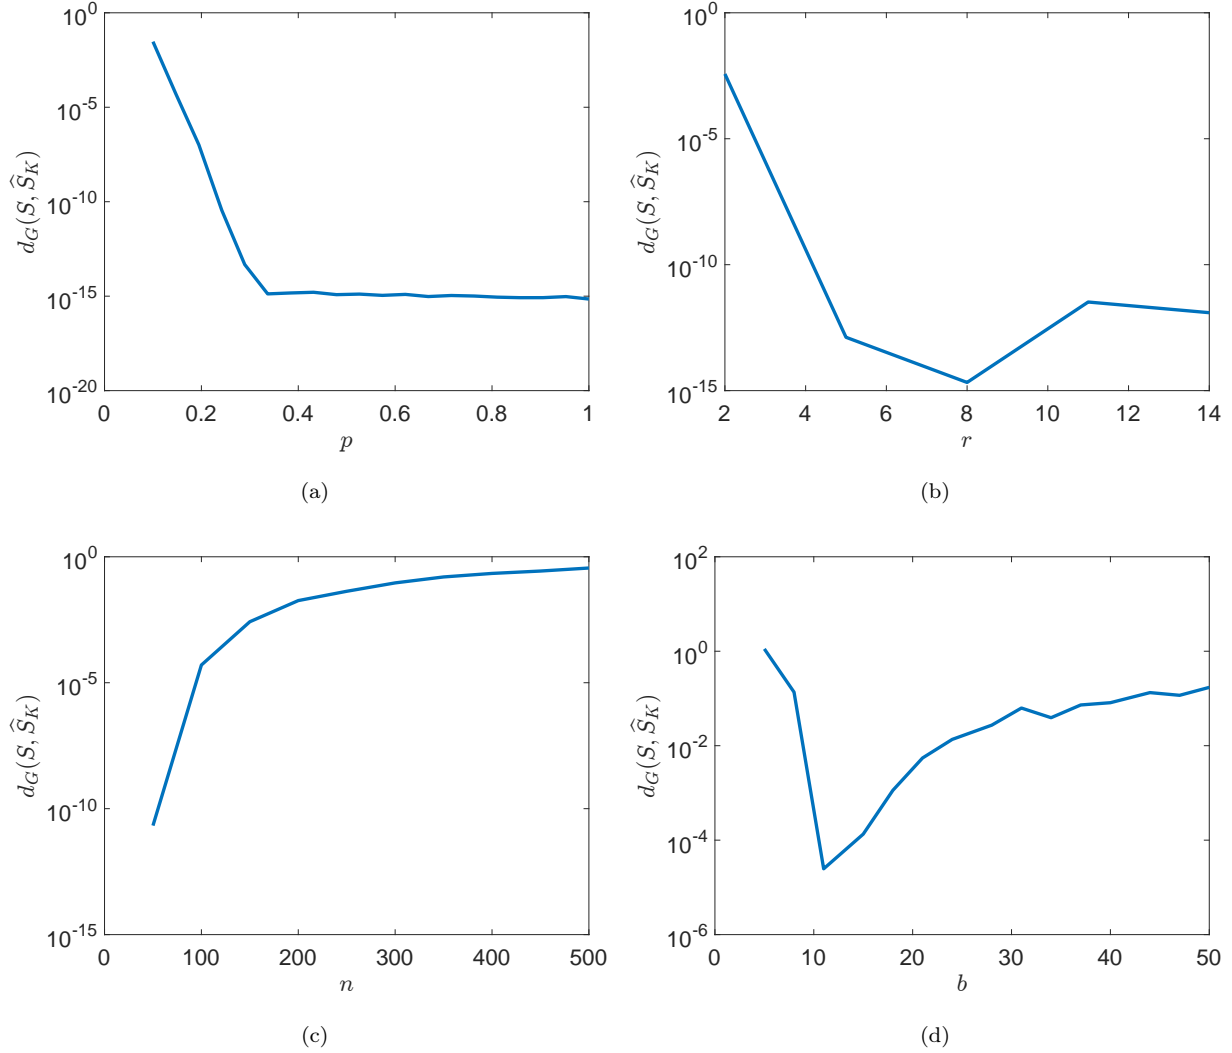 10^0
10^-5
10^-10
10^-15
10^-20
0 0.2 0.4 0.6 0.8 1
d_G(S, Ŝ_K)
p
(a)
10^0
10^-5
10^-10
10^-15
2 4 6 8 10 12 14
d_G(S, Ŝ_K)
r
(b)
10^0
10^-5
10^-10
10^-15
0 100 200 300 400 500
d_G(S, Ŝ_K)
n
(c)
10^2
10^0
10^-2
10^-4
10^-6
0 10 20 30 40 50
d_G(S, Ŝ_K)
b
(d)